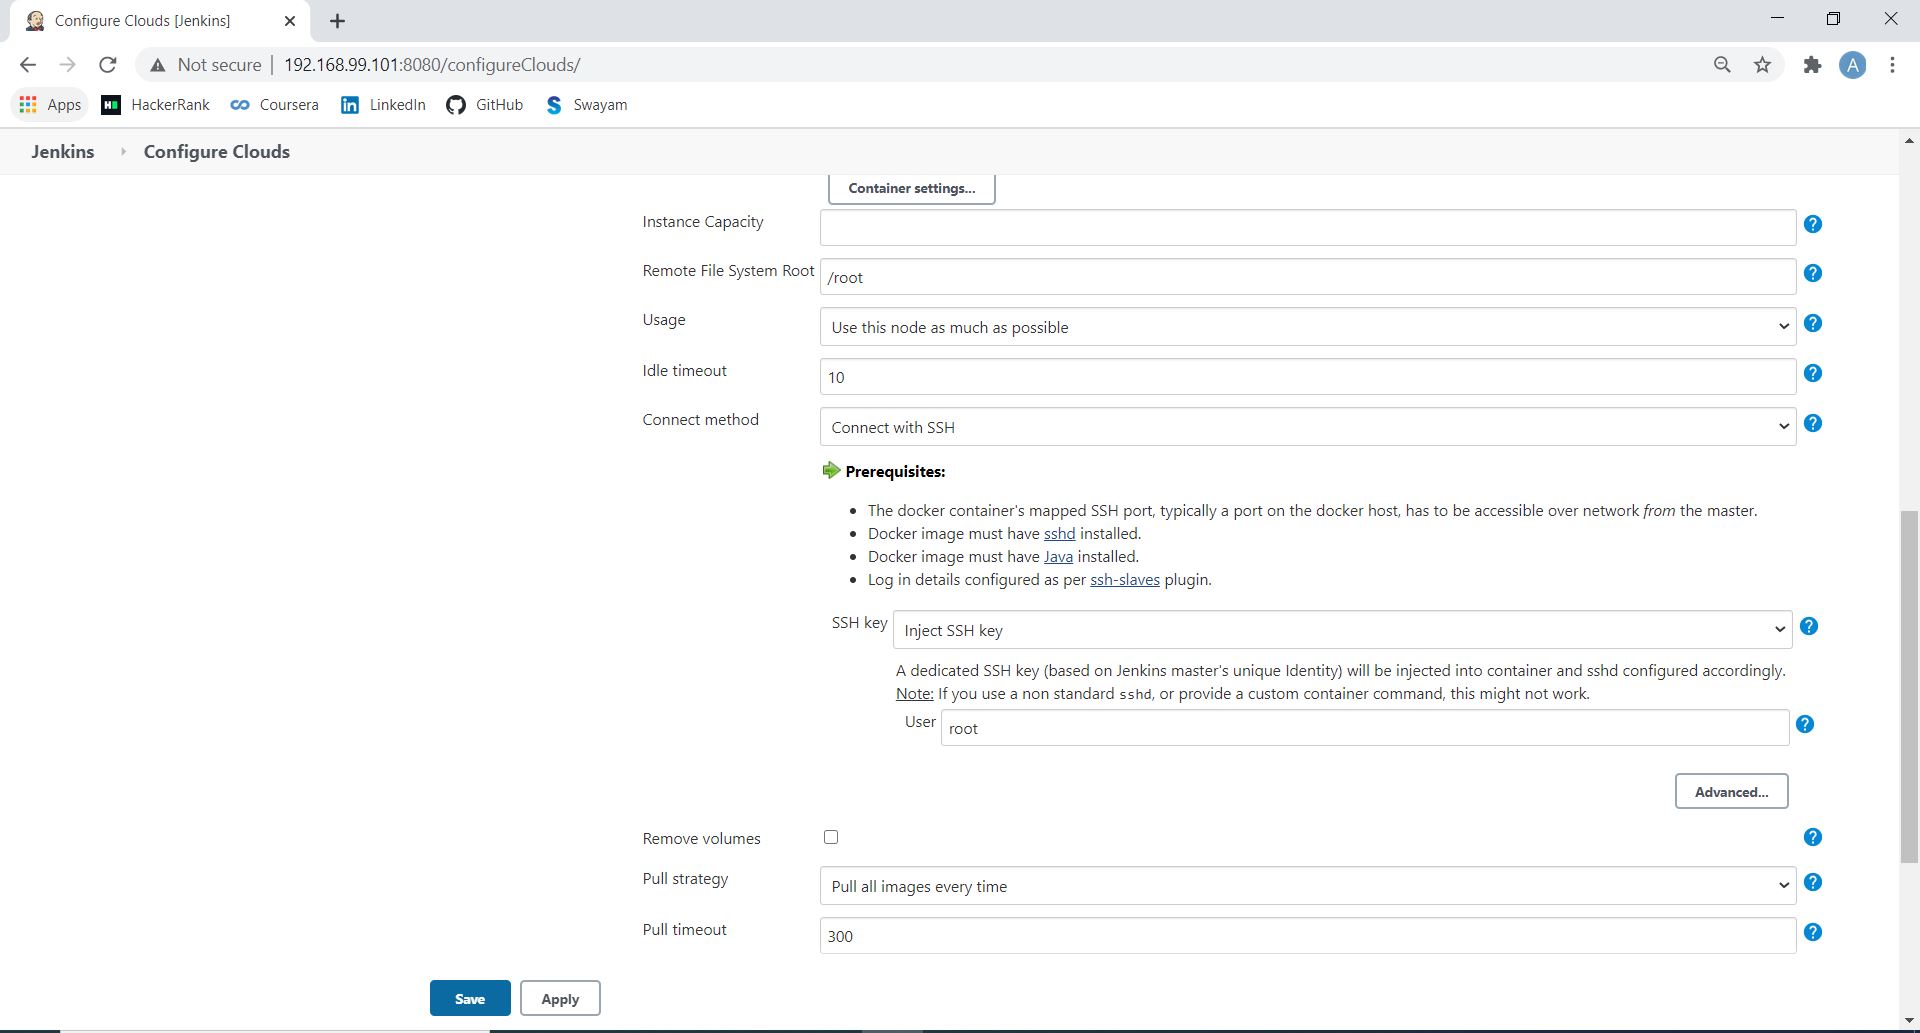 Configure Clouds [Jenkins]
Not secure | 192.168.99.101:8080/configureClouds/
A
Apps HackerRank Coursera LinkedIn GitHub Swayam
Jenkins Configure Clouds
Container settings...
Instance Capacity
Remote File System Root /root
Usage Use this node as much as possible
Idle timeout 10
Connect method Connect with SSH
Prerequisites:
The docker container's mapped SSH port, typically a port on the docker host, has to be accessible over network from the master.
Docker image must have sshd installed.
Docker image must have Java installed.
Log in details configured as per ssh-slaves plugin.
SSH key Inject SSH key
A dedicated SSH key (based on Jenkins master's unique Identity) will be injected into container and sshd configured accordingly.
Note: If you use a non standard sshd, or provide a custom container command, this might not work.
User root
Advanced...
Remove volumes
Pull strategy Pull all images every time
Pull timeout 300
Save Apply